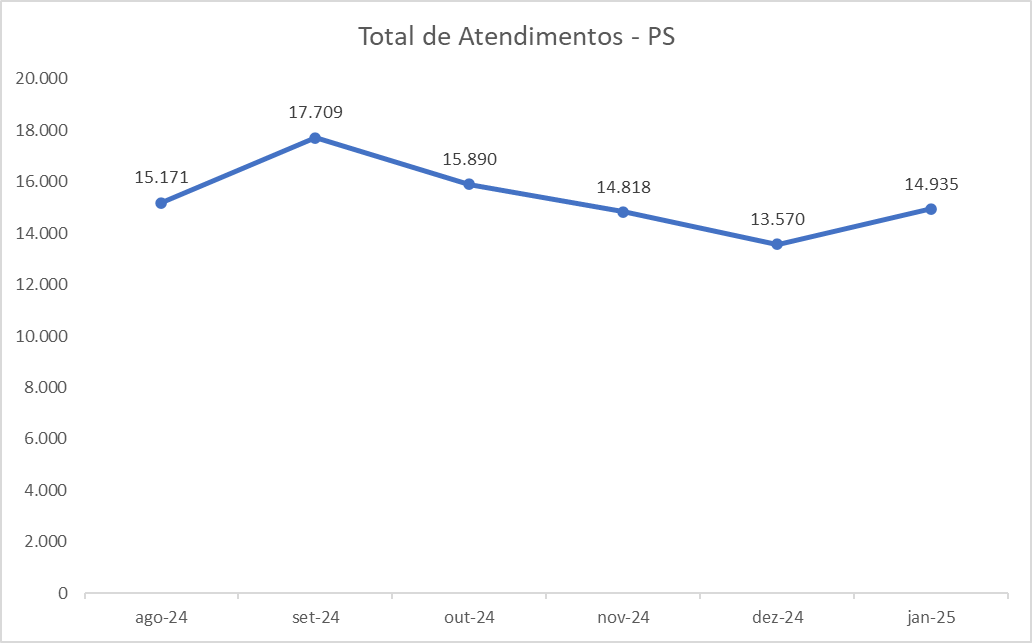 Total de Atendimentos - PS
20.000
18.000
16.000
14.000
12.000
10.000
8.000
6.000
4.000
2.000
0
15.171
17.709
15.890
14.818
13.570
14.935
ago-24
set-24
out-24
nov-24
dez-24
jan-25